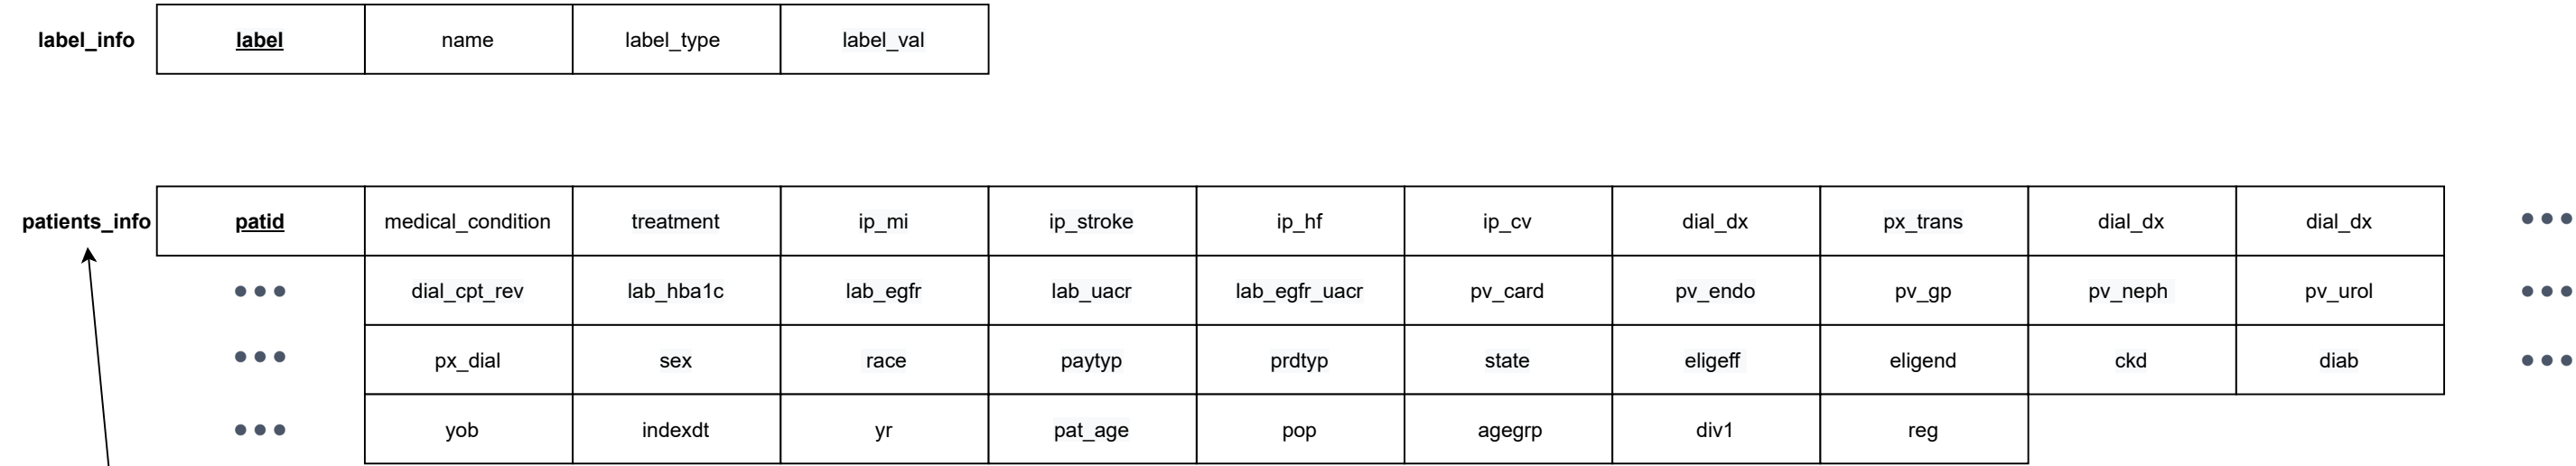 label_info label name label_type label_val
patients_info patid medical_condition treatment ip_mi ip_stroke ip_hf ip_cv dial_dx px_trans dial_dx dial_dx
dial_cpt_rev lab_hba1c lab_egfr lab_uacr lab_egfr_uacr pv_card pv_endo pv_gp pv_neph pv_urol
px_dial sex race paytyp prdtyp state eligeff eligend ckd diab
yob indexdt yr pat_age pop agegrp div1 reg